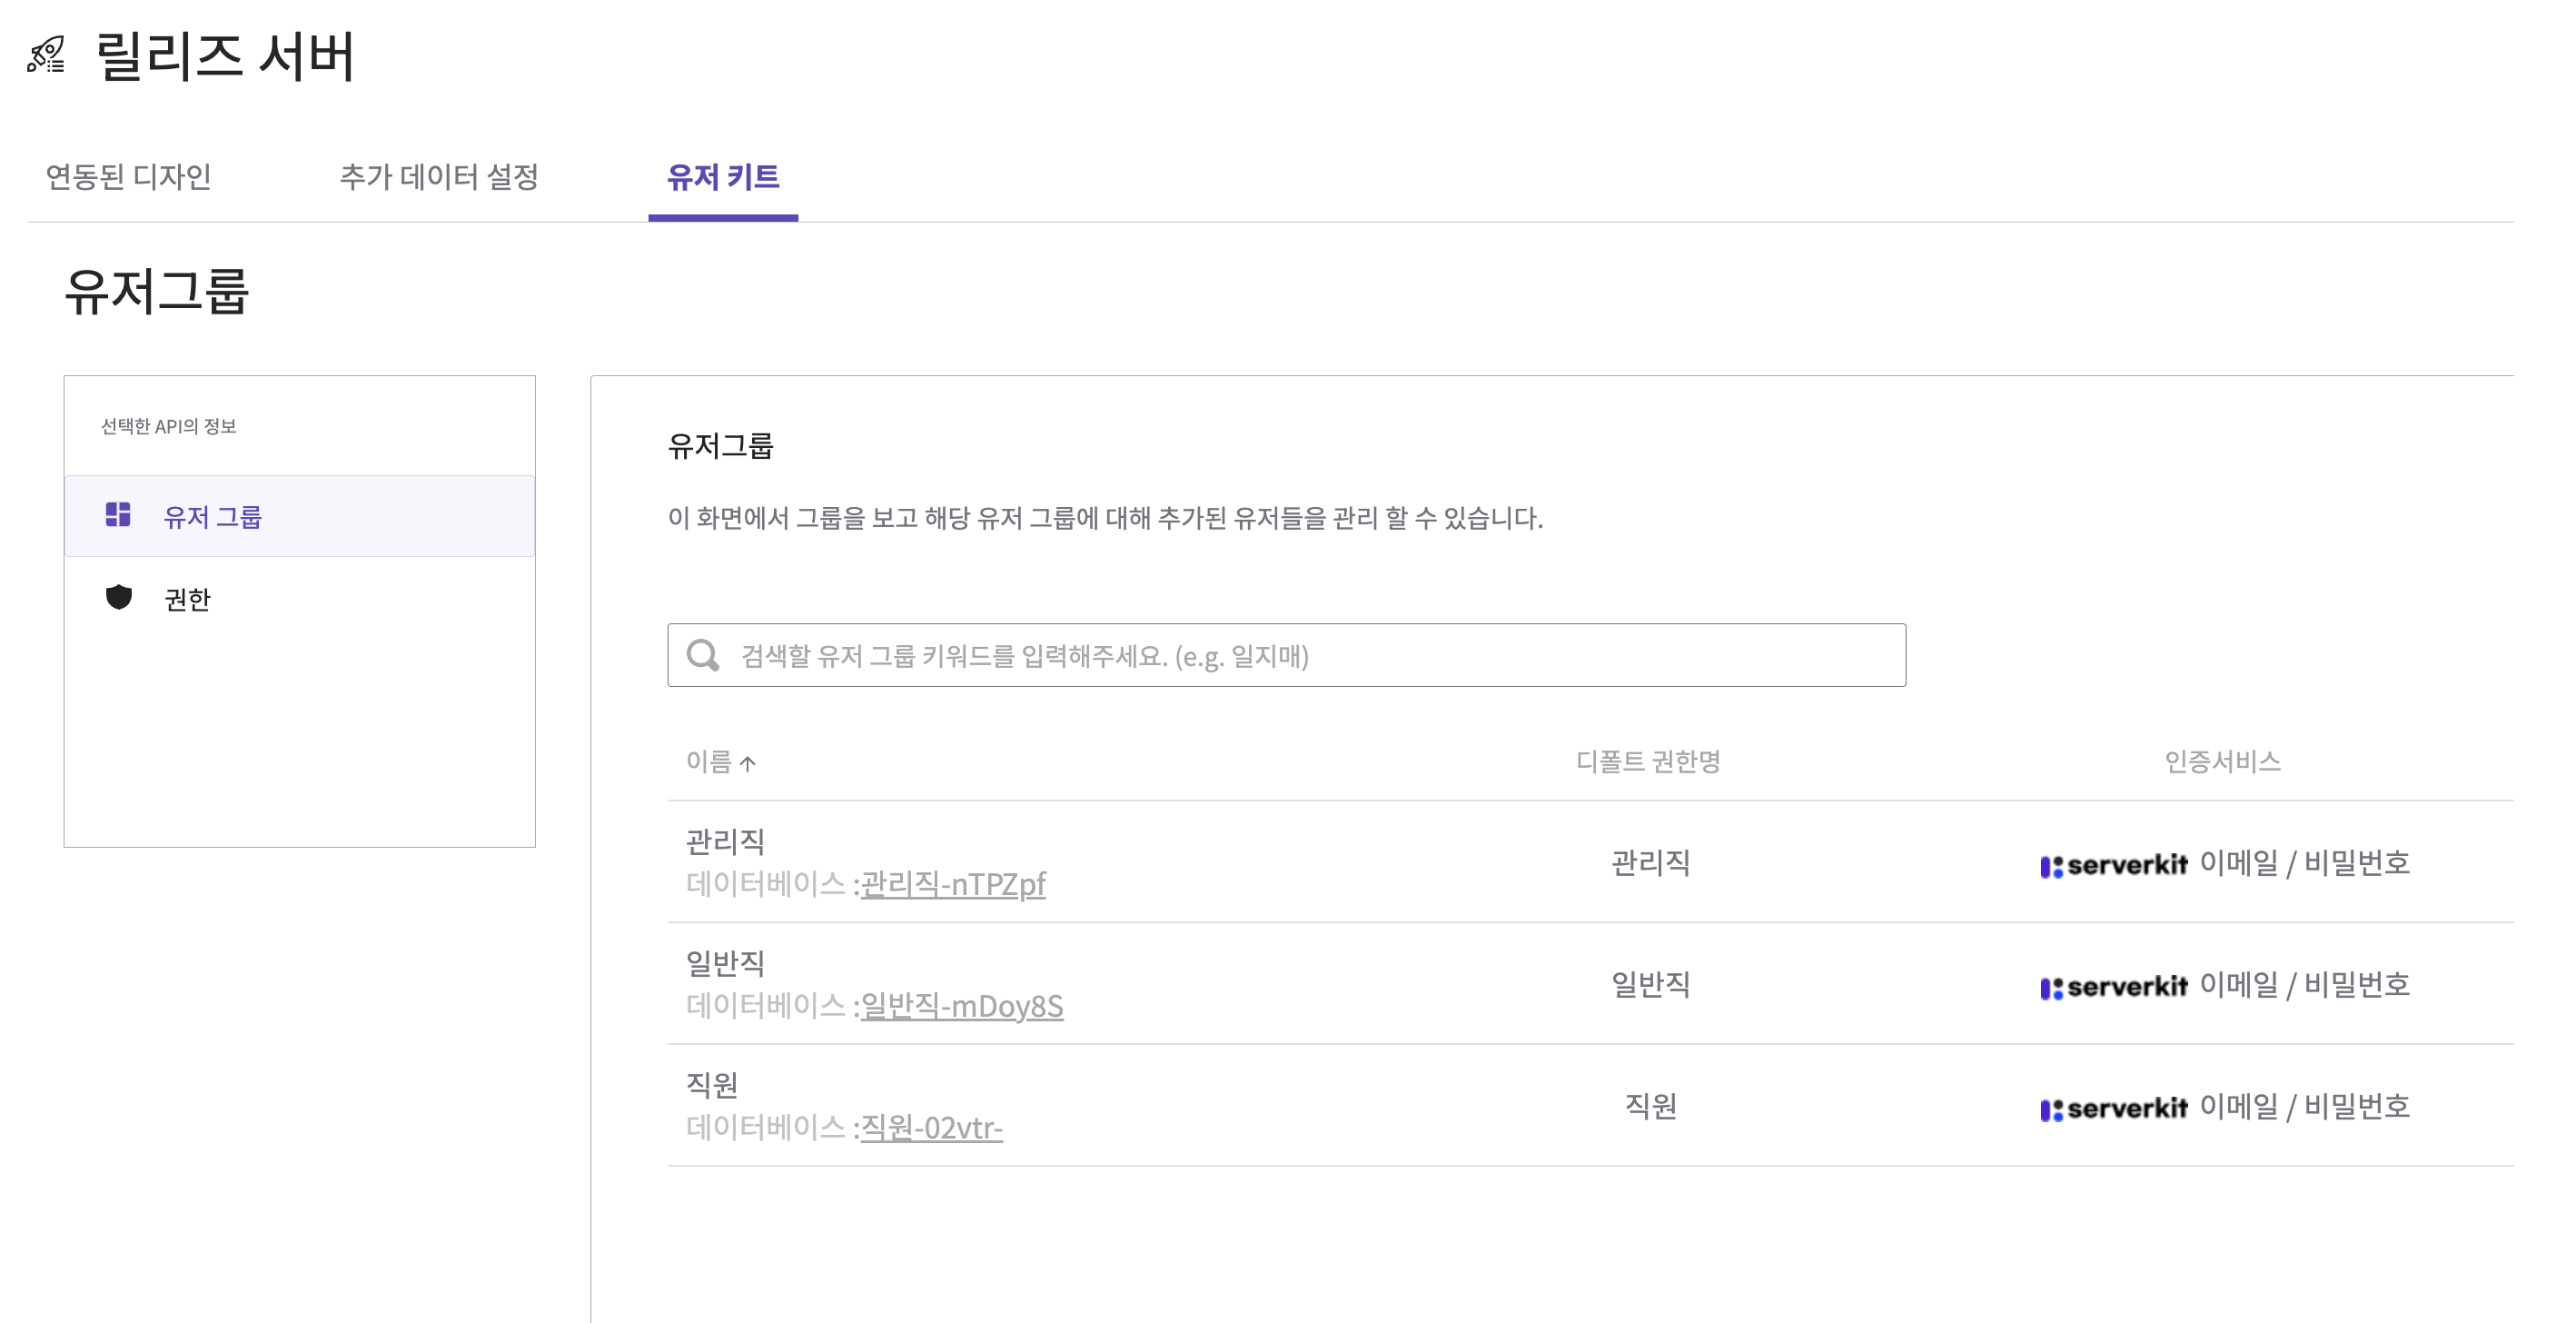 릴리즈 서버
연동된 디자인
추가 데이터 설정
유저 키트
유저그룹
선택한 API의 정보
유저 그룹
권한
유저그룹
이 화면에서 그룹을 보고 해당 유저 그룹에 대해 추가된 유저들을 관리 할 수 있습니다.
검색할 유저 그룹 키워드를 입력해주세요. (e.g. 일지매)
이름 ↑ 디폴트 권한명 인증서비스
관리직
데이터베이스 :관리직-nTPZpf
관리직
serverkit 이메일 / 비밀번호
일반직
데이터베이스 :일반직-mDoy8S
일반직
serverkit 이메일 / 비밀번호
직원
데이터베이스 :직원-02vtr-
직원
serverkit 이메일 / 비밀번호